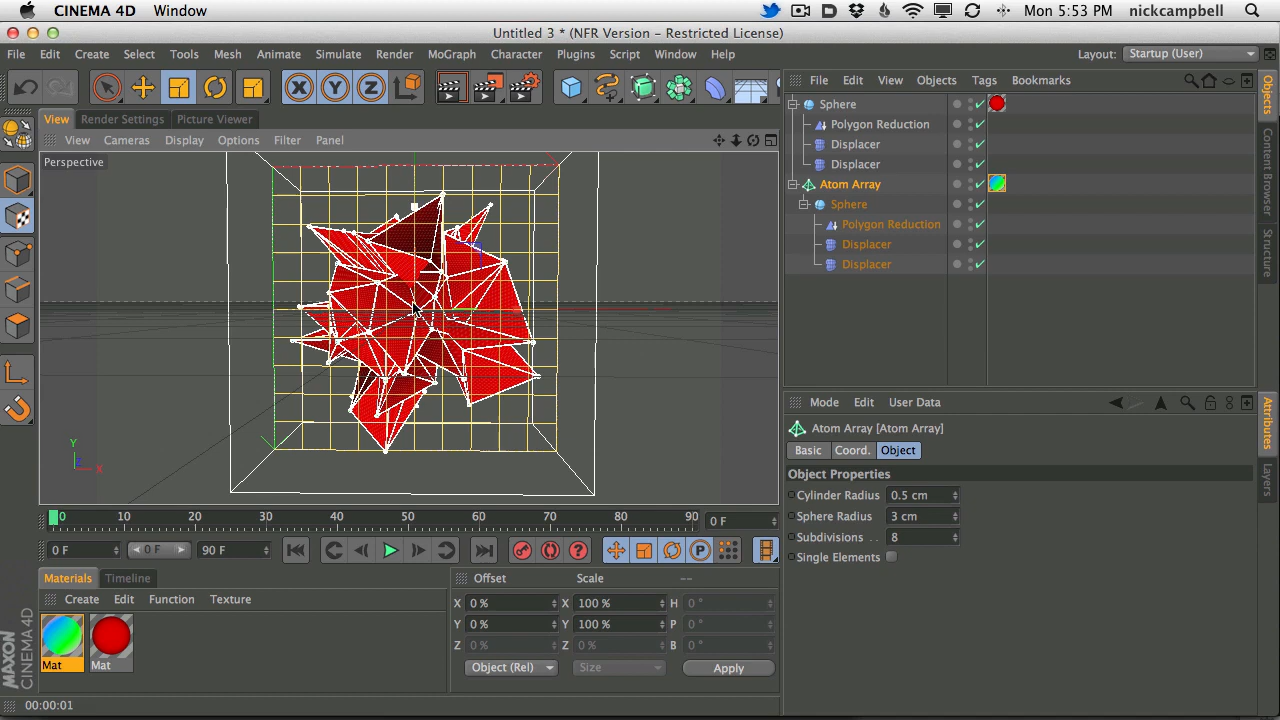 CINEMA 4D Window Mon 5:53 PM nickcampbell
Untitled 3 * (NFR Version - Restricted License)
File Edit Create Select Tools Mesh Animate Simulate Render MoGraph Character Plugins Script Window Help Layout: Startup (User)
X Y Z
File Edit View Objects Tags Bookmarks
View Render Settings Picture Viewer
View Cameras Display Options Filter Panel
Perspective
Y
Z X
Sphere
Polygon Reduction
Displacer
Displacer
Atom Array
Sphere
Polygon Reduction
Displacer
Displacer
Objects
Content Browser
Structure
Mode Edit User Data
Atom Array [Atom Array]
Basic Coord. Object
Object Properties
Cylinder Radius 0.5 cm
Sphere Radius 3 cm
Subdivisions . . 8
Single Elements
Attributes
Layers
0 10 20 30 40 50 60 70 80 90 0 F
0 F 0 F 90 F P
Materials Timeline
Create Edit Function Texture
Mat Mat
Offset Scale --
X 0 % X 100 % H 0 °
Y 0 % Y 100 % P 0 °
Z 0 % Z 0 % B 0 °
Object (Rel) Size Apply
MAXON
CINEMA 4D
00:00:01